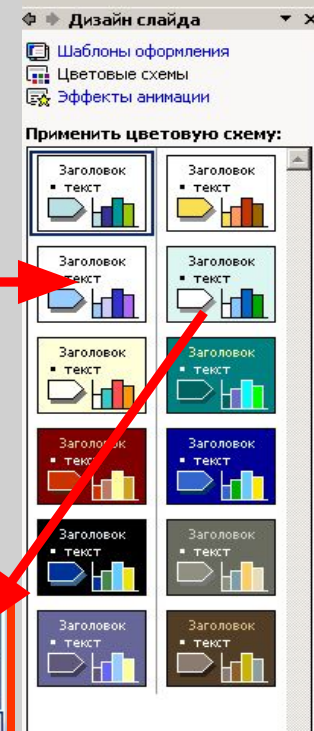 Дизайн слайда
Шаблоны оформления
Цветовые схемы
Эффекты анимации
Применить цветовую схему:
Заголовок
текст
Заголовок
текст
Заголовок
текст
Заголовок
текст
Заголовок
текст
Заголовок
текст
Заголовок
текст
Заголовок
текст
Заголовок
текст
Заголовок
текст
Заголовок
текст
Заголовок
текст